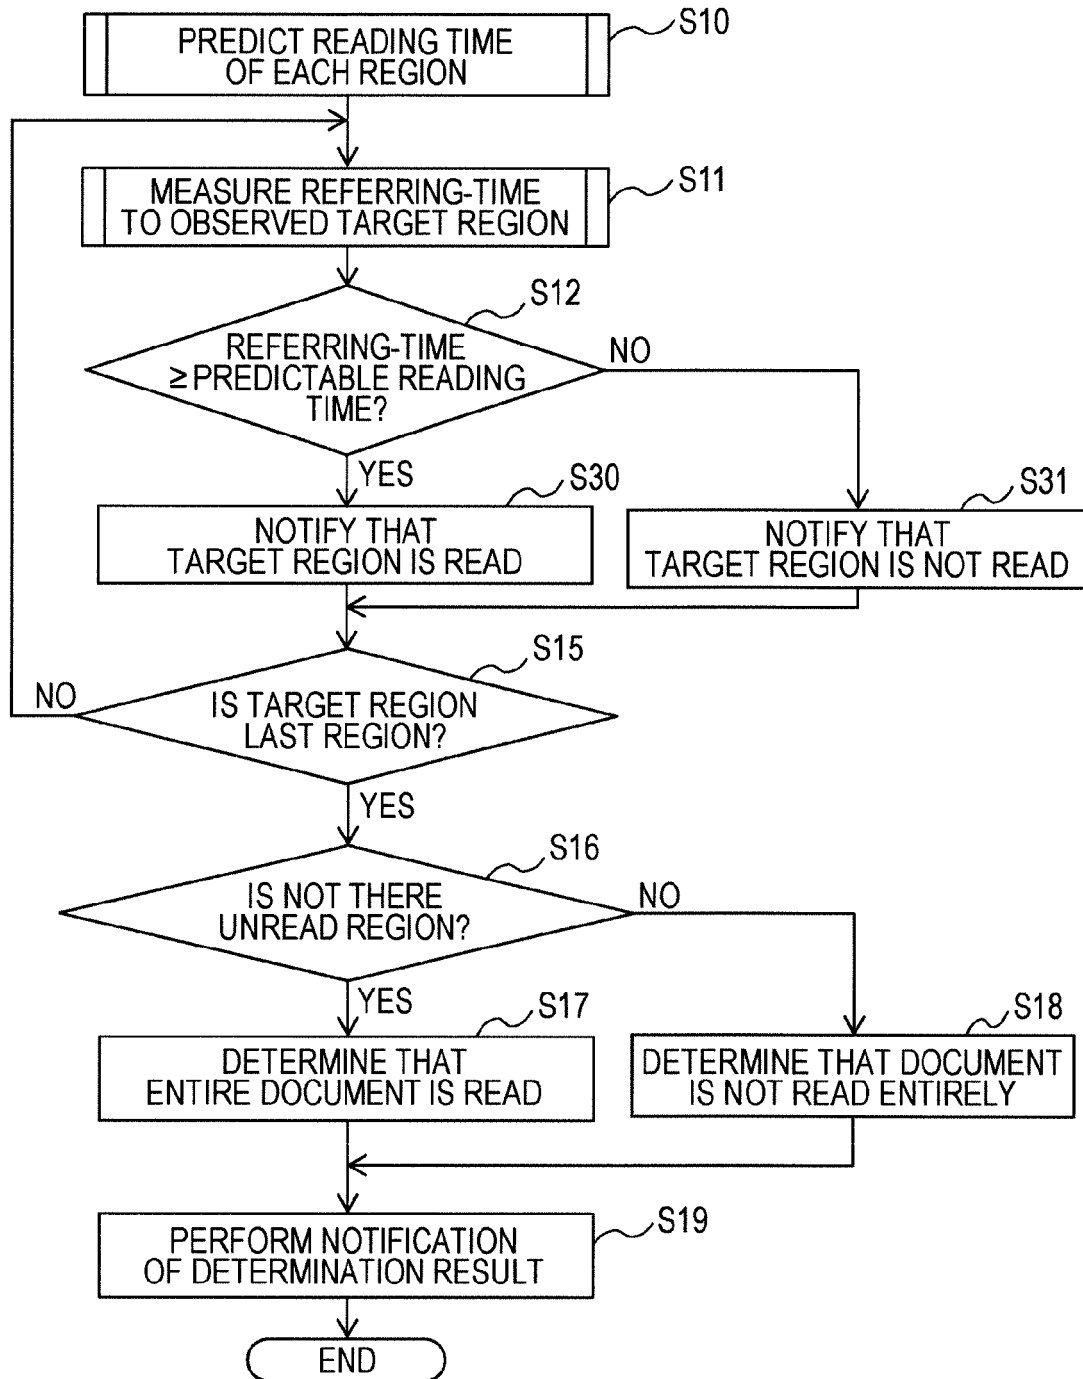 PREDICT READING TIME
OF EACH REGION
S10
MEASURE REFERRING-TIME
TO OBSERVED TARGET REGION
S11
S12
REFERRING-TIME
≥ PREDICTABLE READING
TIME?
NO
YES
S30
NOTIFY THAT
TARGET REGION IS READ
S31
NOTIFY THAT
TARGET REGION IS NOT READ
S15
IS TARGET REGION
LAST REGION?
NO
YES
S16
IS NOT THERE
UNREAD REGION?
NO
YES
S17
DETERMINE THAT
ENTIRE DOCUMENT IS READ
S18
DETERMINE THAT DOCUMENT
IS NOT READ ENTIRELY
S19
PERFORM NOTIFICATION
OF DETERMINATION RESULT
END